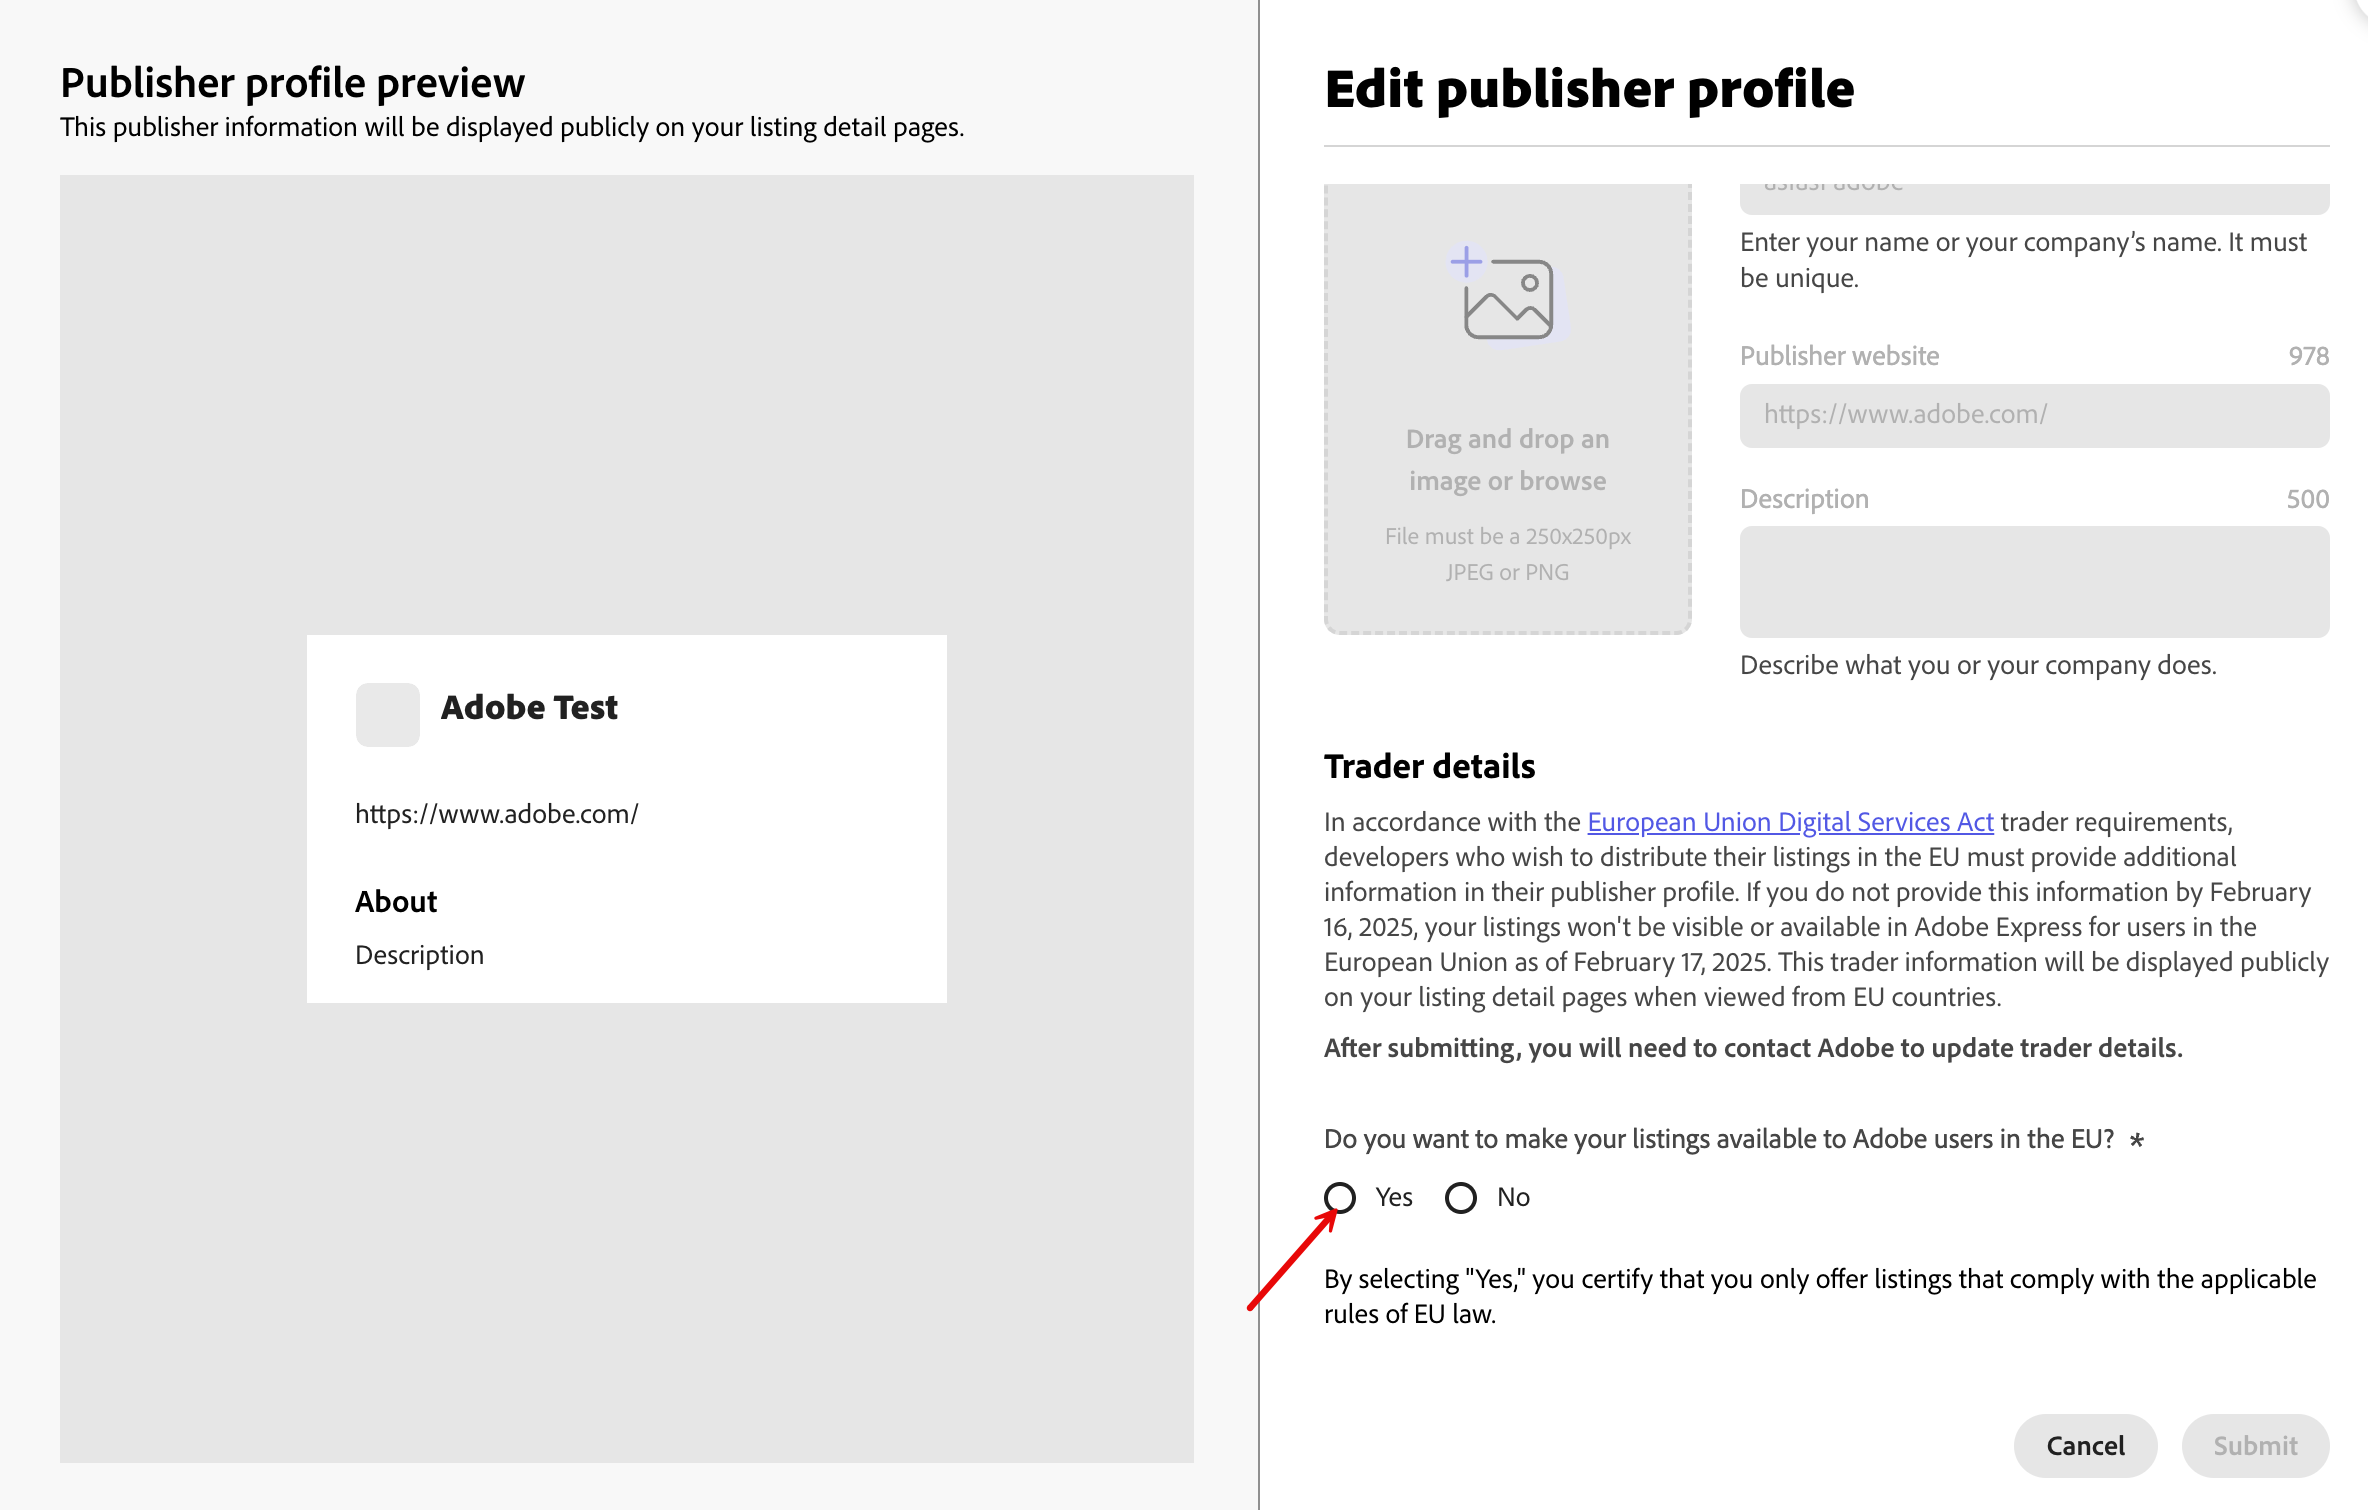 Publisher profile preview
This publisher information will be displayed publicly on your listing detail pages.
Adobe Test
https://www.adobe.com/
About
Description
Edit publisher profile
Drag and drop an
image or browse
File must be a 250x250px
JPEG or PNG
adobe
Enter your name or your company’s name. It must
be unique.
Publisher website 978
https://www.adobe.com/
Description 500
Describe what you or your company does.
Trader details
In accordance with the European Union Digital Services Act trader requirements,
developers who wish to distribute their listings in the EU must provide additional
information in their publisher profile. If you do not provide this information by February
16, 2025, your listings won't be visible or available in Adobe Express for users in the
European Union as of February 17, 2025. This trader information will be displayed publicly
on your listing detail pages when viewed from EU countries.
After submitting, you will need to contact Adobe to update trader details.
Do you want to make your listings available to Adobe users in the EU? *
Yes No
By selecting "Yes," you certify that you only offer listings that comply with the applicable
rules of EU law.
Cancel Submit